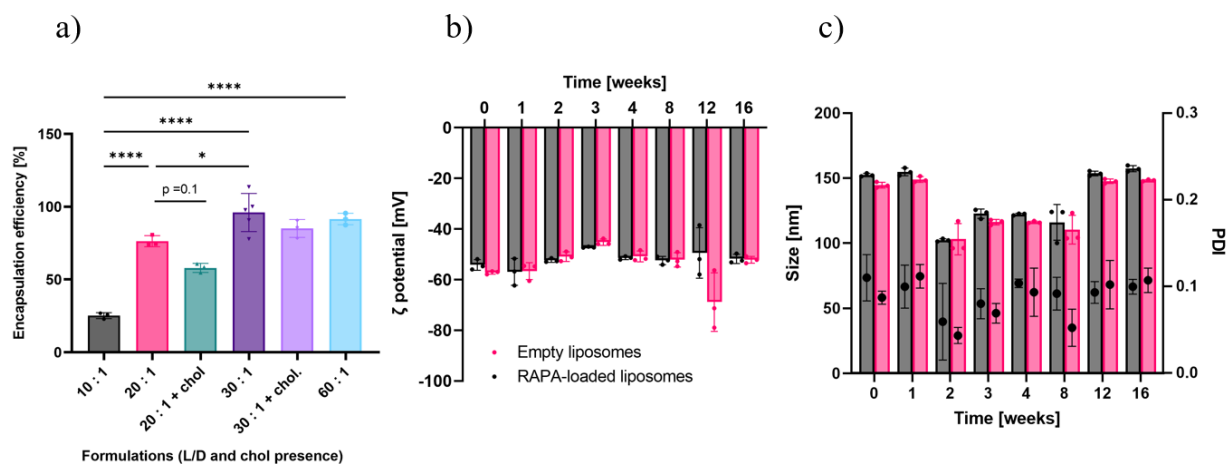 a)
b)
c)
****
****
****
*
p =0.1
150
100
50
0
Encapsulation efficiency [%]
10 : 1
20 : 1
20 : 1 + chol
30 : 1
30 : 1 + chol.
60 : 1
Formulations (L/D and chol presence)
Time [weeks]
0 1 2 3 4 8 12 16
0
-20
-40
-60
-80
-100
ζ potential [mV]
Empty liposomes
RAPA-loaded liposomes
200
150
100
50
0
Size [nm]
0.3
0.2
0.1
0.0
PDI
0 1 2 3 4 8 12 16
Time [weeks]